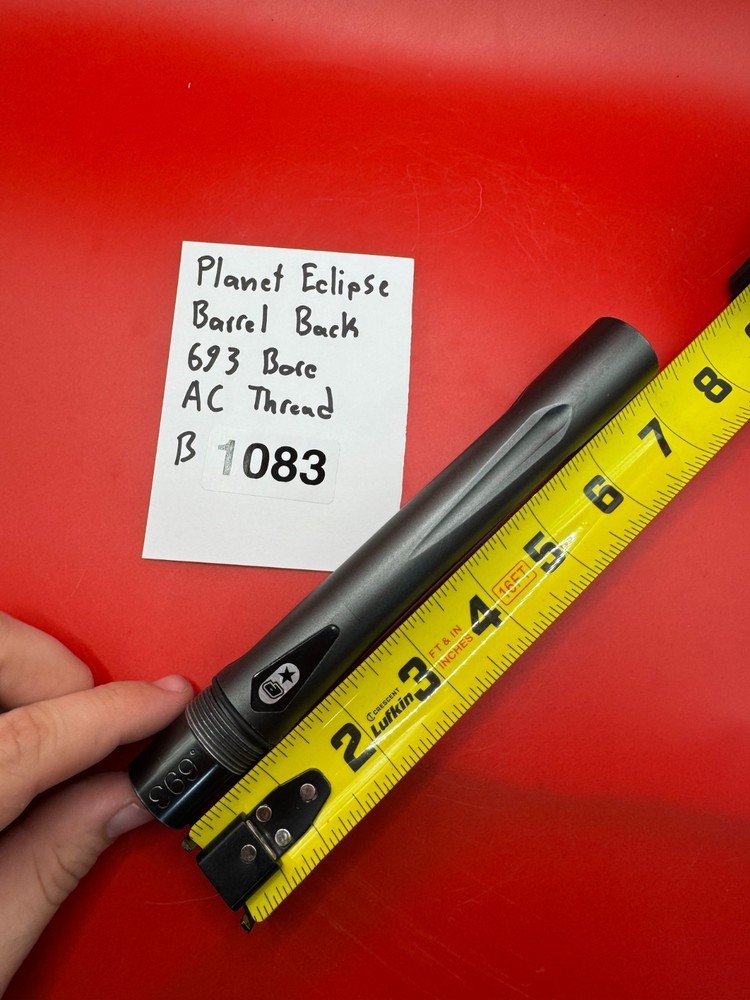 Planet Eclipse
Barrel Back
693 Bore
AC Thread
B 1083
.693
2
CRESCENT
Lufkin
3
FT & IN
INCHES
4
16FT
5
6
7
8